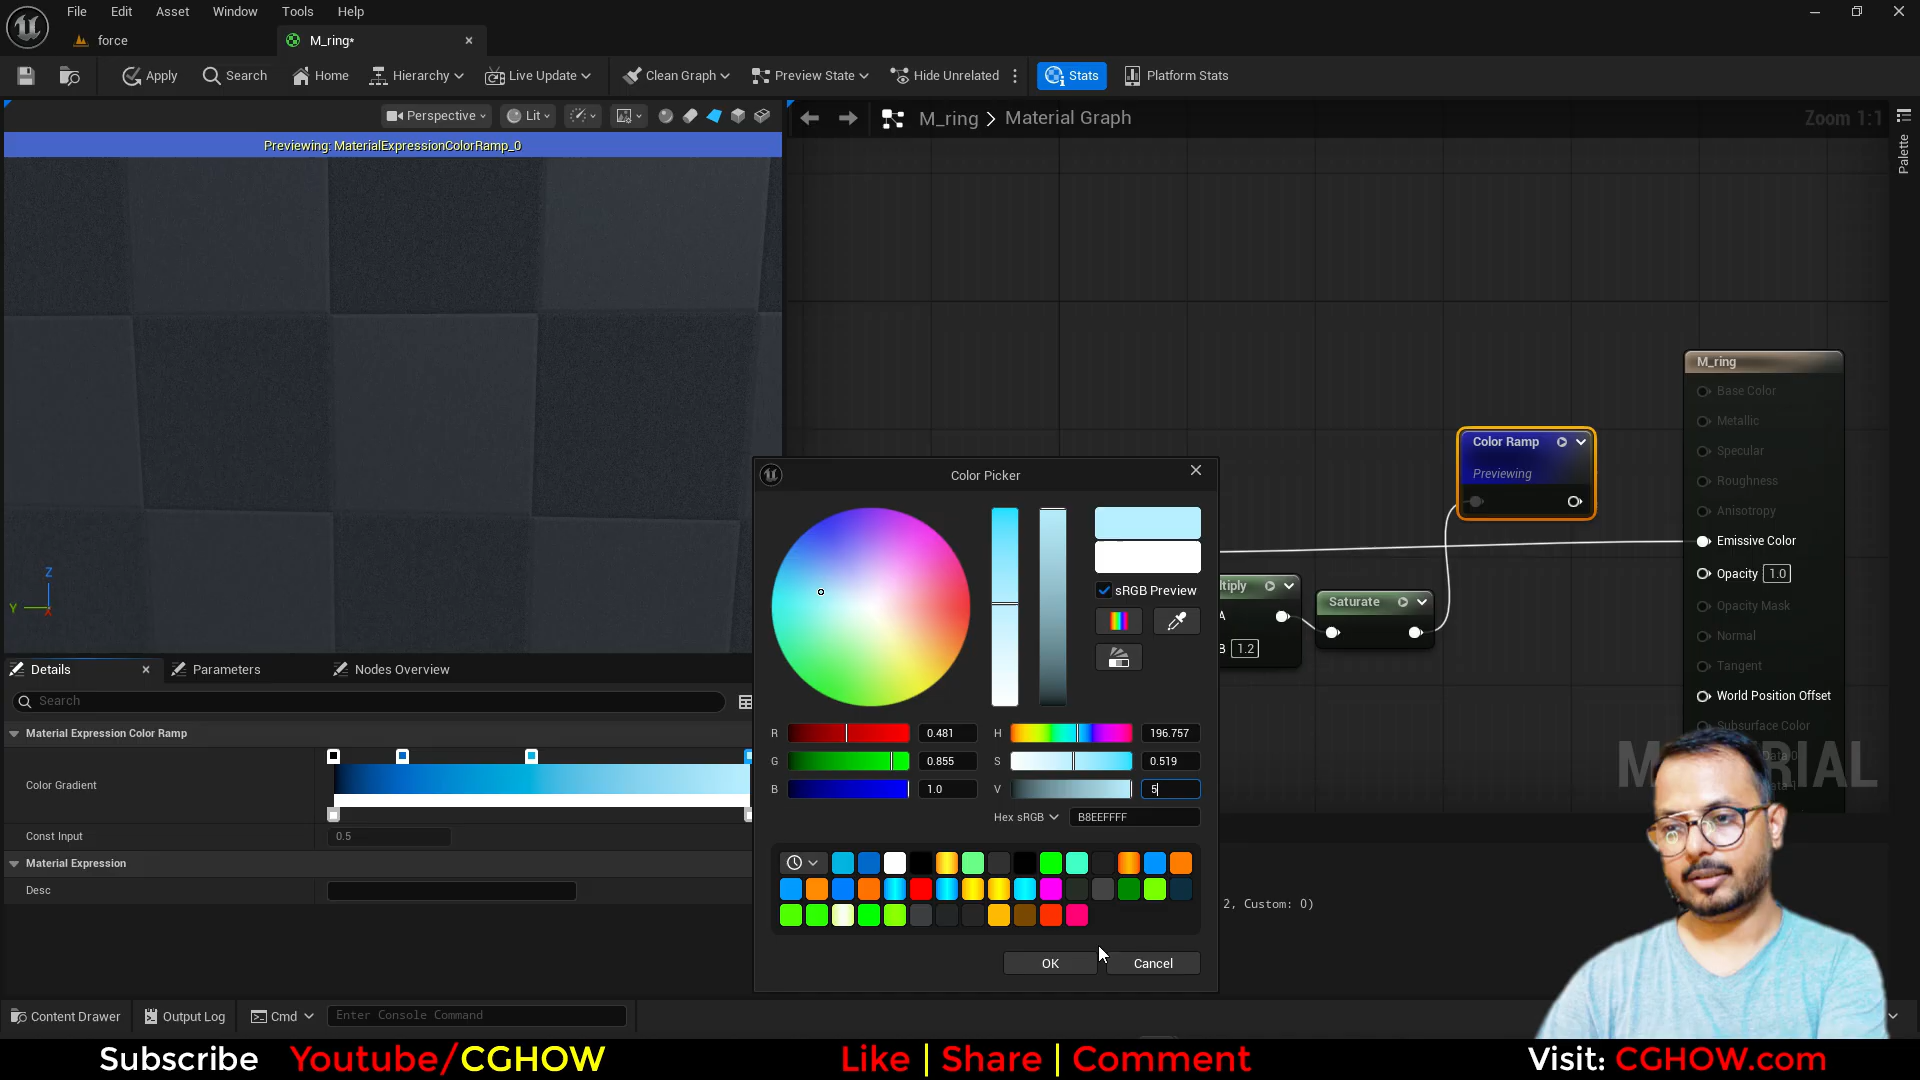 File Edit Asset Window Tools Help
force
M_ring*
Apply Search Home Hierarchy Live Update Clean Graph Preview State Hide Unrelated Stats Platform Stats
Perspective Lit
Previewing: MaterialExpressionColorRamp_0
M_ring > Material Graph
Zoom 1:1
Palette
Z
Y
X
M_ring
Base Color
Metallic
Specular
Roughness
Anisotropy
Emissive Color
Opacity 1.0
Opacity Mask
Normal
Tangent
World Position Offset
Subsurface Color
Color Ramp
Previewing
tiply
A
B 1.2
Saturate
Color Picker
sRGB Preview
R 0.481 H 196.757
G 0.855 S 0.519
B 1.0 V 5
Hex sRGB B8EEFFFF
OK Cancel
Details Parameters Nodes Overview
Search
Material Expression Color Ramp
Color Gradient
Const Input 0.5
Material Expression
Desc
2, Custom: 0)
Content Drawer Output Log Cmd Enter Console Command
Subscribe Youtube/CGHOW Like | Share | Comment Visit: CGHOW.com